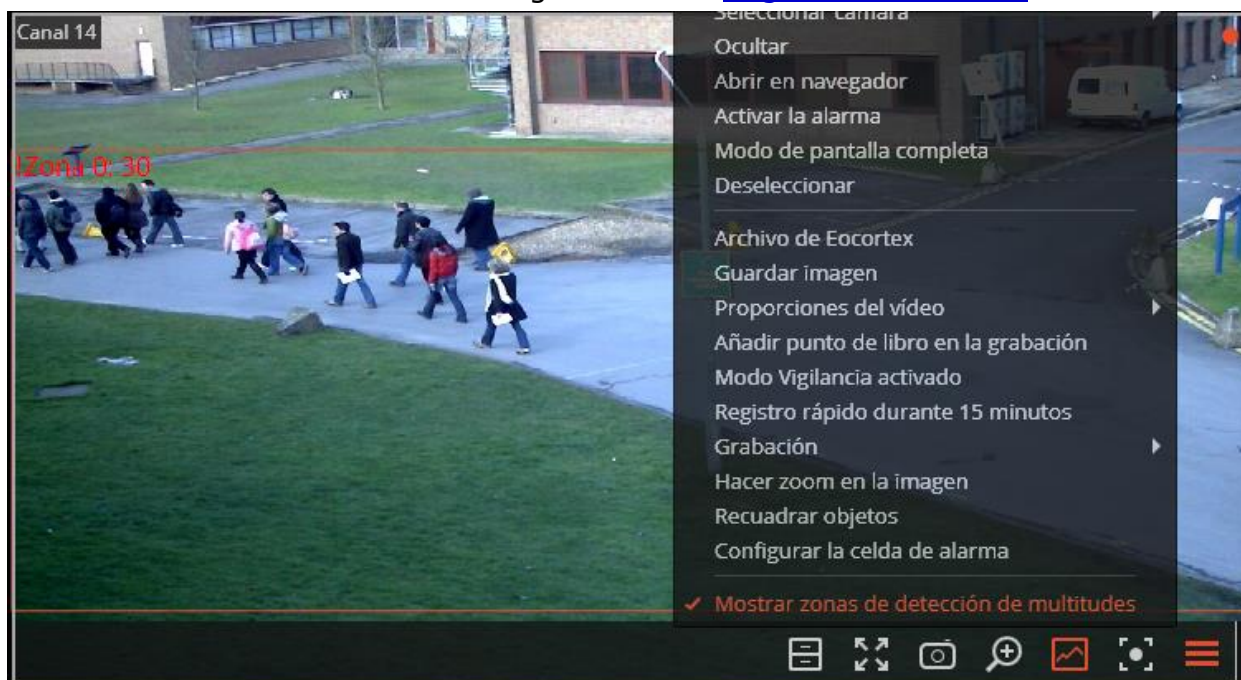 Canal 14
!Zona 0: 30
Seleccionar cámara
Ocultar
Abrir en navegador
Activar la alarma
Modo de pantalla completa
Deseleccionar
Archivo de Eocortex
Guardar imagen
Proporciones del vídeo
Añadir punto de libro en la grabación
Modo Vigilancia activado
Registro rápido durante 15 minutos
Grabación
Hacer zoom en la imagen
Recuadrar objetos
Configurar la celda de alarma
Mostrar zonas de detección de multitudes